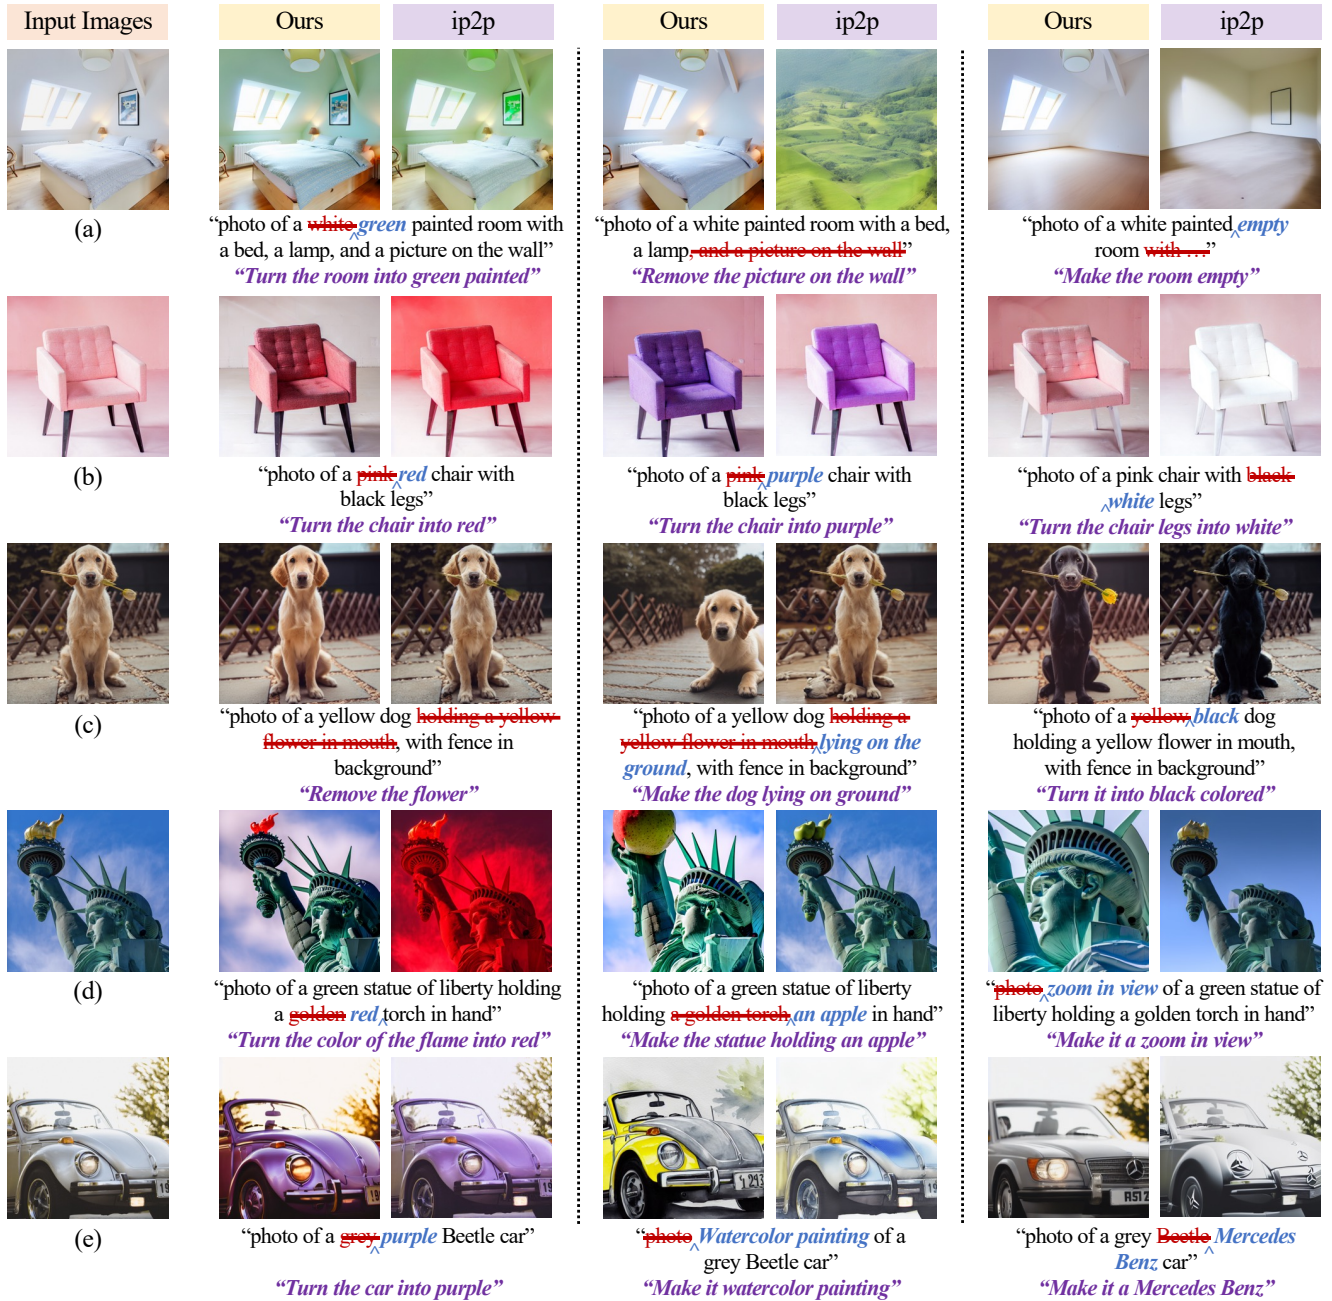 Input Images
Ours
ip2p
Ours
ip2p
Ours
ip2p
(a)
“photo of a white ^ green painted room with
a bed, a lamp, and a picture on the wall”
“Turn the room into green painted”
“photo of a white painted room with a bed,
a lamp, and a picture on the wall”
“Remove the picture on the wall”
“photo of a white painted ^ empty
room with …”
“Make the room empty”
(b)
“photo of a pink ^ red chair with
black legs”
“Turn the chair into red”
“photo of a pink ^ purple chair with
black legs”
“Turn the chair into purple”
“photo of a pink chair with black
^ white legs”
“Turn the chair legs into white”
(c)
“photo of a yellow dog holding a yellow
flower in mouth, with fence in
background”
“Remove the flower”
“photo of a yellow dog holding a
yellow flower in mouth ^ lying on the
ground, with fence in background”
“Make the dog lying on ground”
“photo of a yellow ^ black dog
holding a yellow flower in mouth,
with fence in background”
“Turn it into black colored”
(d)
“photo of a green statue of liberty holding
a golden red ^ torch in hand”
“Turn the color of the flame into red”
“photo of a green statue of liberty
holding a golden torch ^ an apple in hand”
“Make the statue holding an apple”
“photo ^ zoom in view of a green statue of
liberty holding a golden torch in hand”
“Make it a zoom in view”
(e)
“photo of a grey ^ purple Beetle car”
“Turn the car into purple”
“photo ^ Watercolor painting of a
grey Beetle car”
“Make it watercolor painting”
“photo of a grey Beetle ^ Mercedes
Benz car”
“Make it a Mercedes Benz”